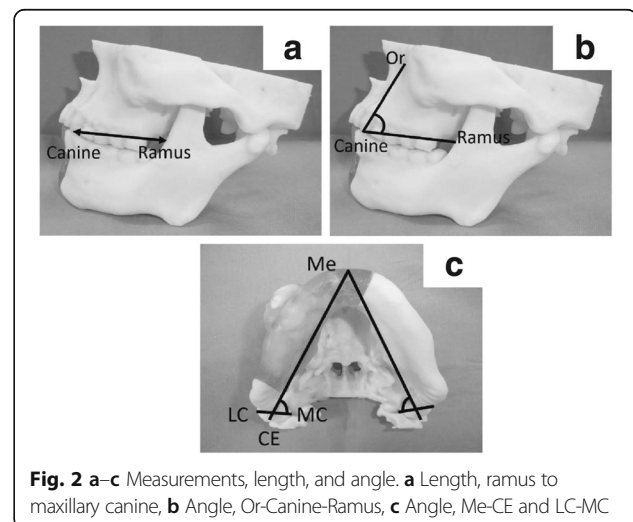 a
Canine Ramus
b
Or
Canine
Ramus
c
Me
LC MC
CE
Fig. 2 a–c Measurements, length, and angle. a Length, ramus to
maxillary canine, b Angle, Or-Canine-Ramus, c Angle, Me-CE and LC-MC